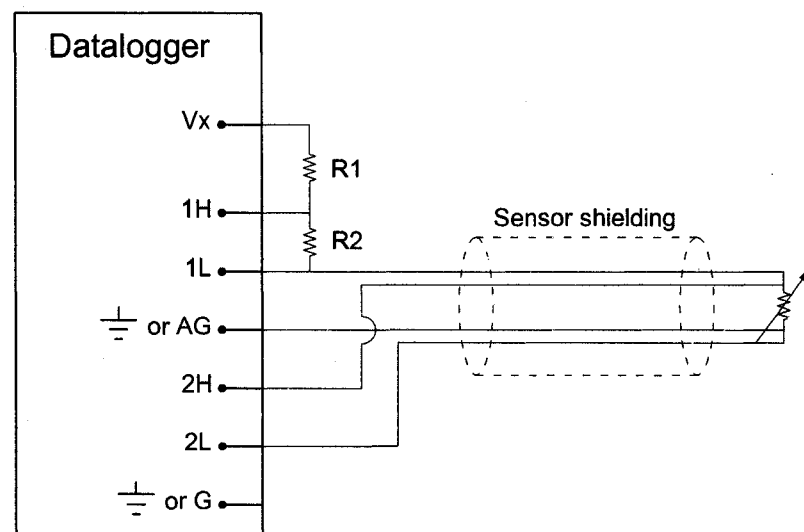 Datalogger
Vx
R1
1H
Sensor shielding
R2
1L
or AG
2H
2L
or G